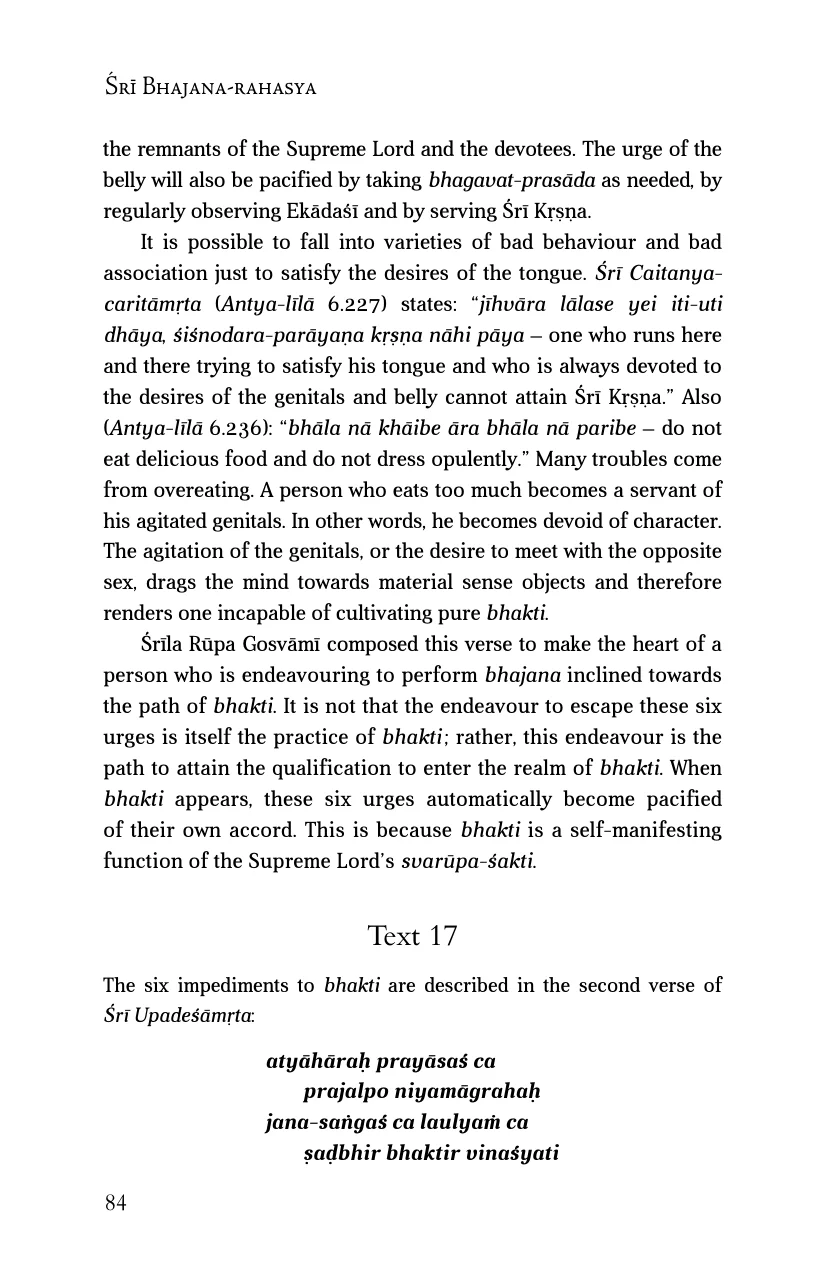 Śrī Bhajana-rahasya
the remnants of the Supreme Lord and the devotees. The urge of the
belly will also be pacified by taking bhagavat-prasāda as needed, by
regularly observing Ekādaśī and by serving Śrī Kṛṣṇa.
It is possible to fall into varieties of bad behaviour and bad
association just to satisfy the desires of the tongue. Śrī Caitanya-
caritāmṛta (Antya-līlā 6.227) states: “jīhvāra lālase yei iti-uti
dhāya, śiśnodara-parāyaṇa kṛṣṇa nāhi pāya – one who runs here
and there trying to satisfy his tongue and who is always devoted to
the desires of the genitals and belly cannot attain Śrī Kṛṣṇa.” Also
(Antya-līlā 6.236): “bhāla nā khāibe āra bhāla nā paribe – do not
eat delicious food and do not dress opulently.” Many troubles come
from overeating. A person who eats too much becomes a servant of
his agitated genitals. In other words, he becomes devoid of character.
The agitation of the genitals, or the desire to meet with the opposite
sex, drags the mind towards material sense objects and therefore
renders one incapable of cultivating pure bhakti.
Śrīla Rūpa Gosvāmī composed this verse to make the heart of a
person who is endeavouring to perform bhajana inclined towards
the path of bhakti. It is not that the endeavour to escape these six
urges is itself the practice of bhakti; rather, this endeavour is the
path to attain the qualification to enter the realm of bhakti. When
bhakti appears, these six urges automatically become pacified
of their own accord. This is because bhakti is a self-manifesting
function of the Supreme Lord’s svarūpa-śakti.
Text 17
The six impediments to bhakti are described in the second verse of
Śrī Upadeśāmṛta:
atyāhāraḥ prayāsaś ca
prajalpo niyamāgrahaḥ
jana-saṅgaś ca laulyaṁ ca
ṣaḍbhir bhaktir vinaśyati
84